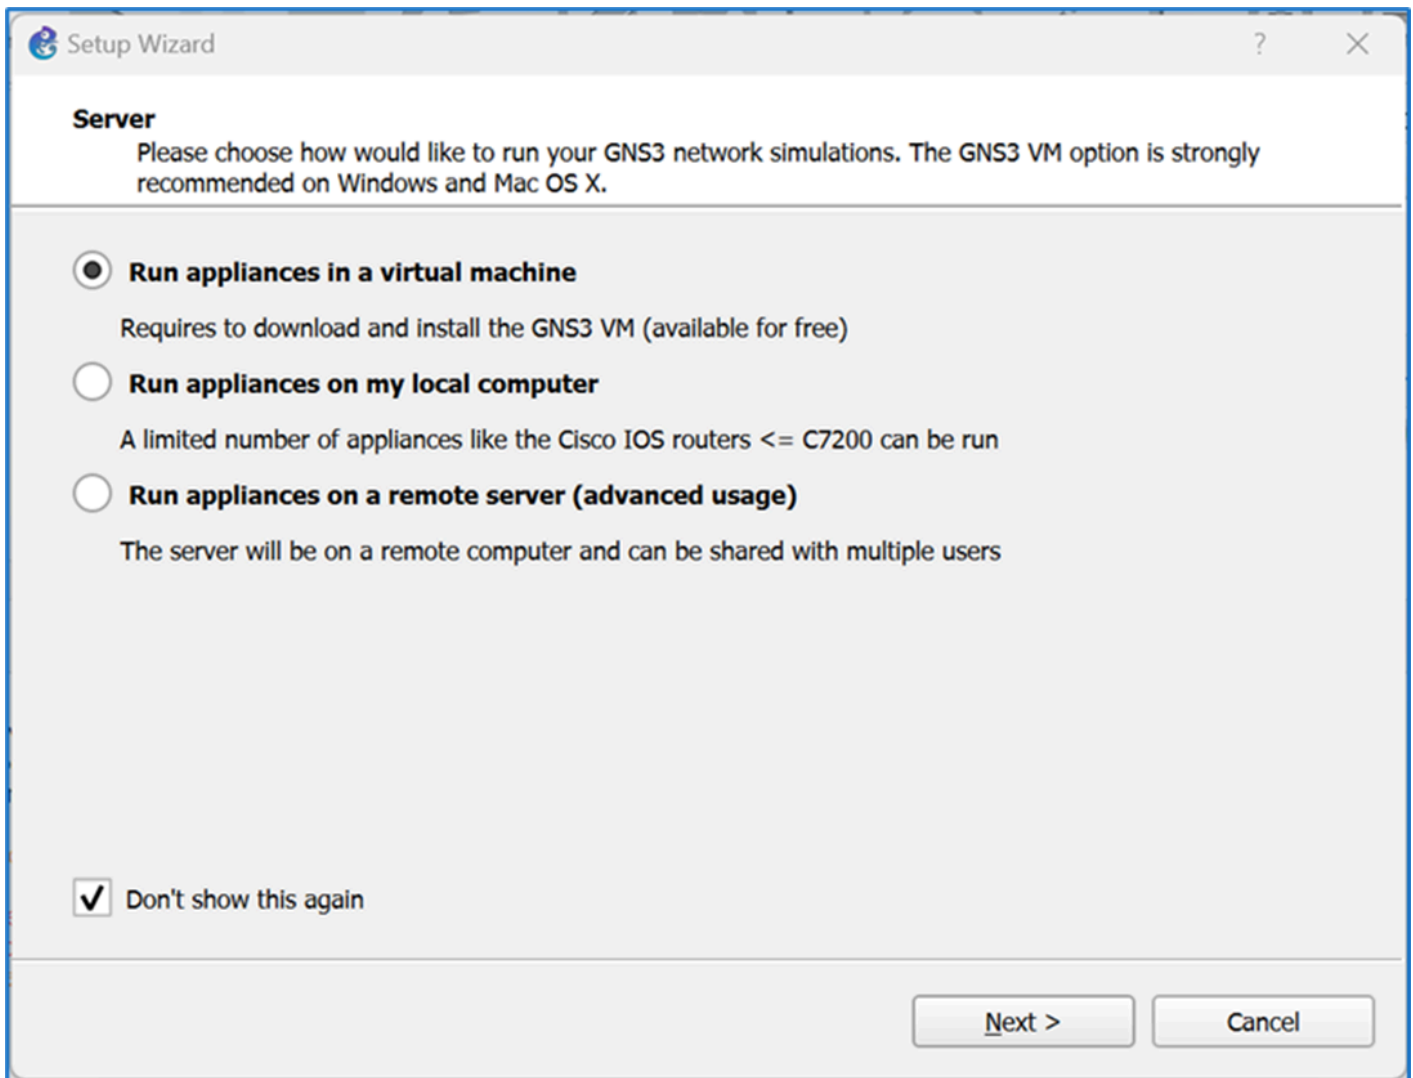 Setup Wizard
Server
Please choose how would like to run your GNS3 network simulations. The GNS3 VM option is strongly
recommended on Windows and Mac OS X.
Run appliances in a virtual machine
Requires to download and install the GNS3 VM (available for free)
Run appliances on my local computer
A limited number of appliances like the Cisco IOS routers <= C7200 can be run
Run appliances on a remote server (advanced usage)
The server will be on a remote computer and can be shared with multiple users
Don't show this again
Next >
Cancel